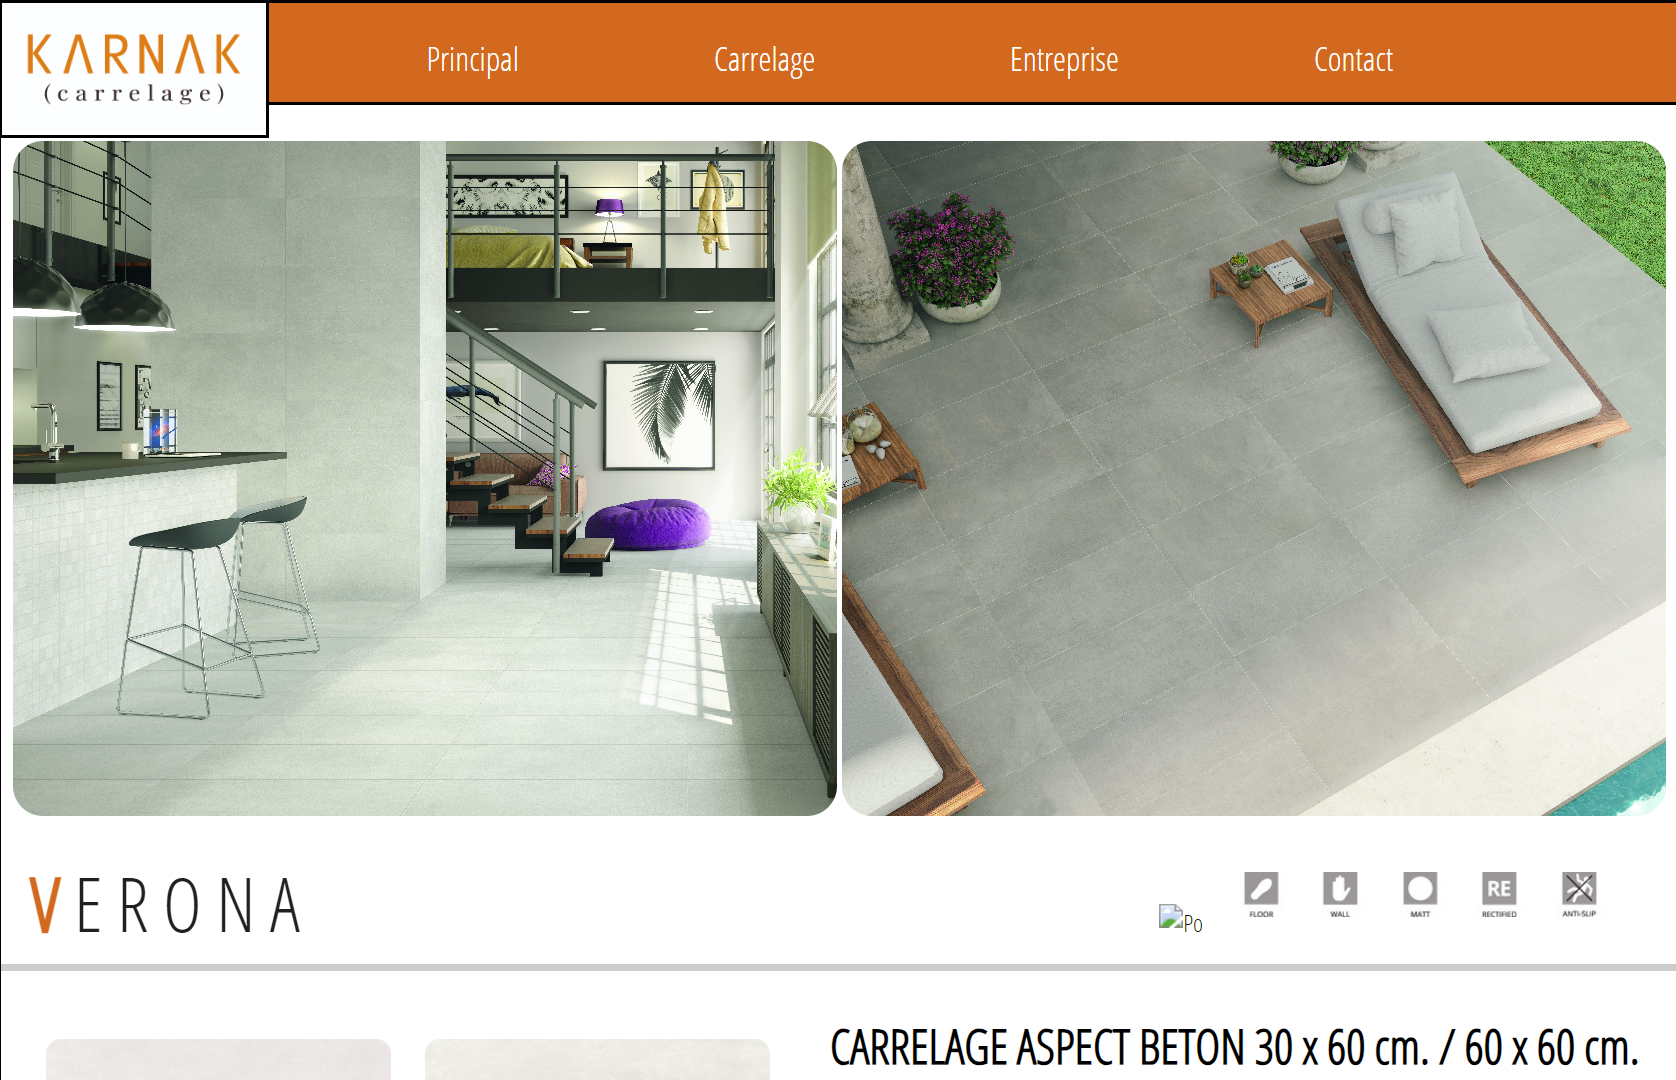 KARNAK
(carrelage)
Principal
Carrelage
Entreprise
Contact
VERONA
Po
FLOOR
WALL
MATT
RE
RECTIFIED
ANTI-SLIP
CARRELAGE ASPECT BETON 30 x 60 cm. / 60 x 60 cm.